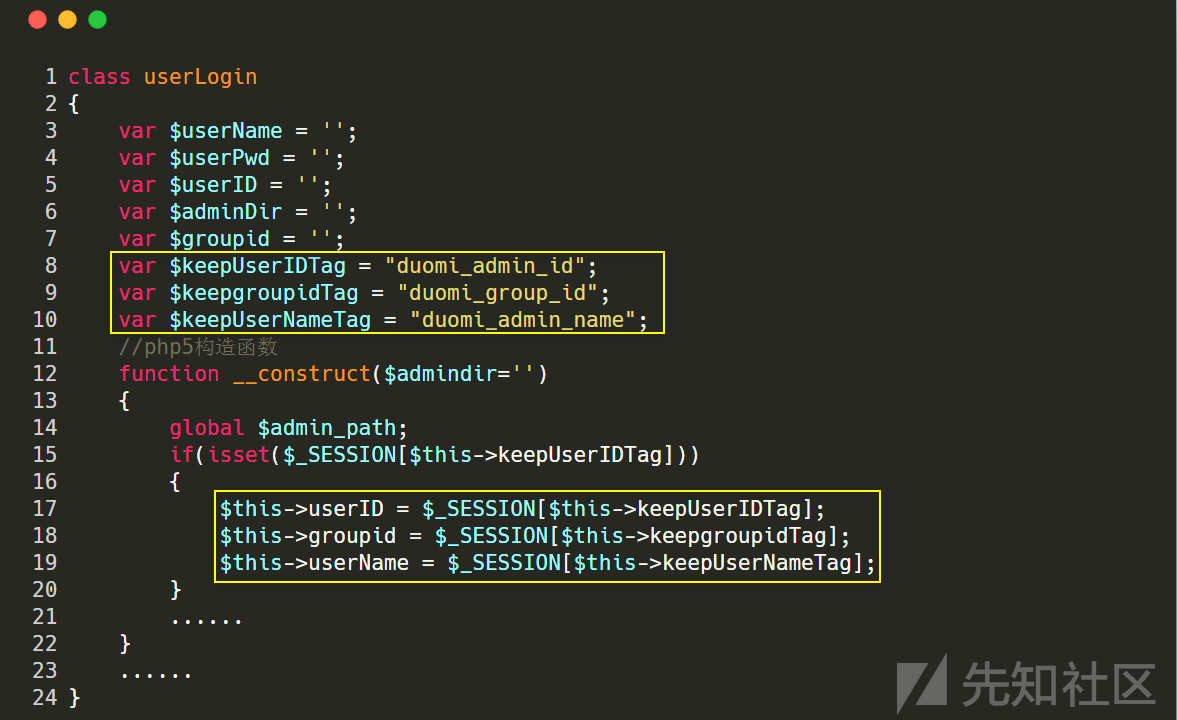 1 class userLogin
2 {
3     var $userName = '';
4     var $userPwd = '';
5     var $userID = '';
6     var $adminDir = '';
7     var $groupid = '';
8     var $keepUserIDTag = "duomi_admin_id";
9     var $keepgroupidTag = "duomi_group_id";
10     var $keepUserNameTag = "duomi_admin_name";
11     //php5构造函数
12     function __construct($admindir='')
13     {
14         global $admin_path;
15         if(isset($_SESSION[$this->keepUserIDTag]))
16         {
17             $this->userID = $_SESSION[$this->keepUserIDTag];
18             $this->groupid = $_SESSION[$this->keepgroupidTag];
19             $this->userName = $_SESSION[$this->keepUserNameTag];
20         }
21         ......
22     }
23     ......
24 }
先知社区